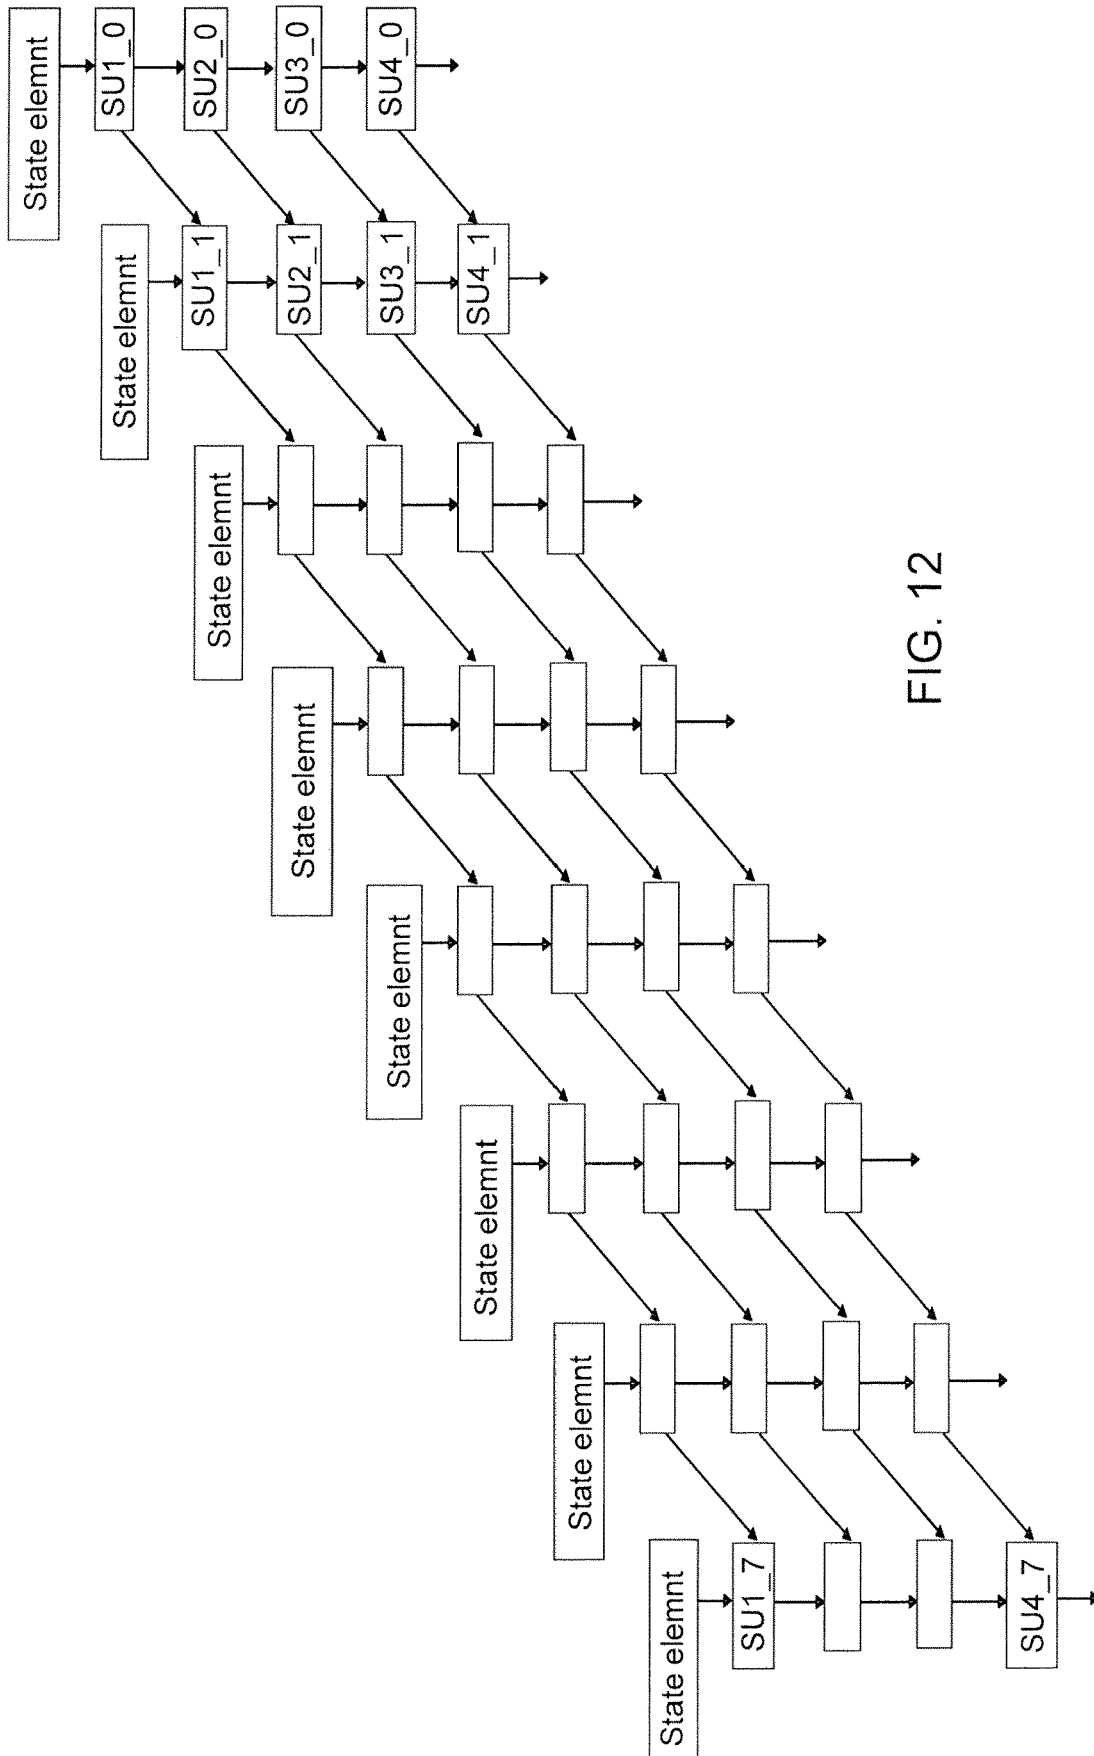 State elemnt
SU1_0
SU2_0
SU3_0
SU4_0
State elemnt
SU1_1
SU2_1
SU3_1
SU4_1
State elemnt
State elemnt
State elemnt
State elemnt
State elemnt
State elemnt
SU1_7
SU4_7
FIG. 12